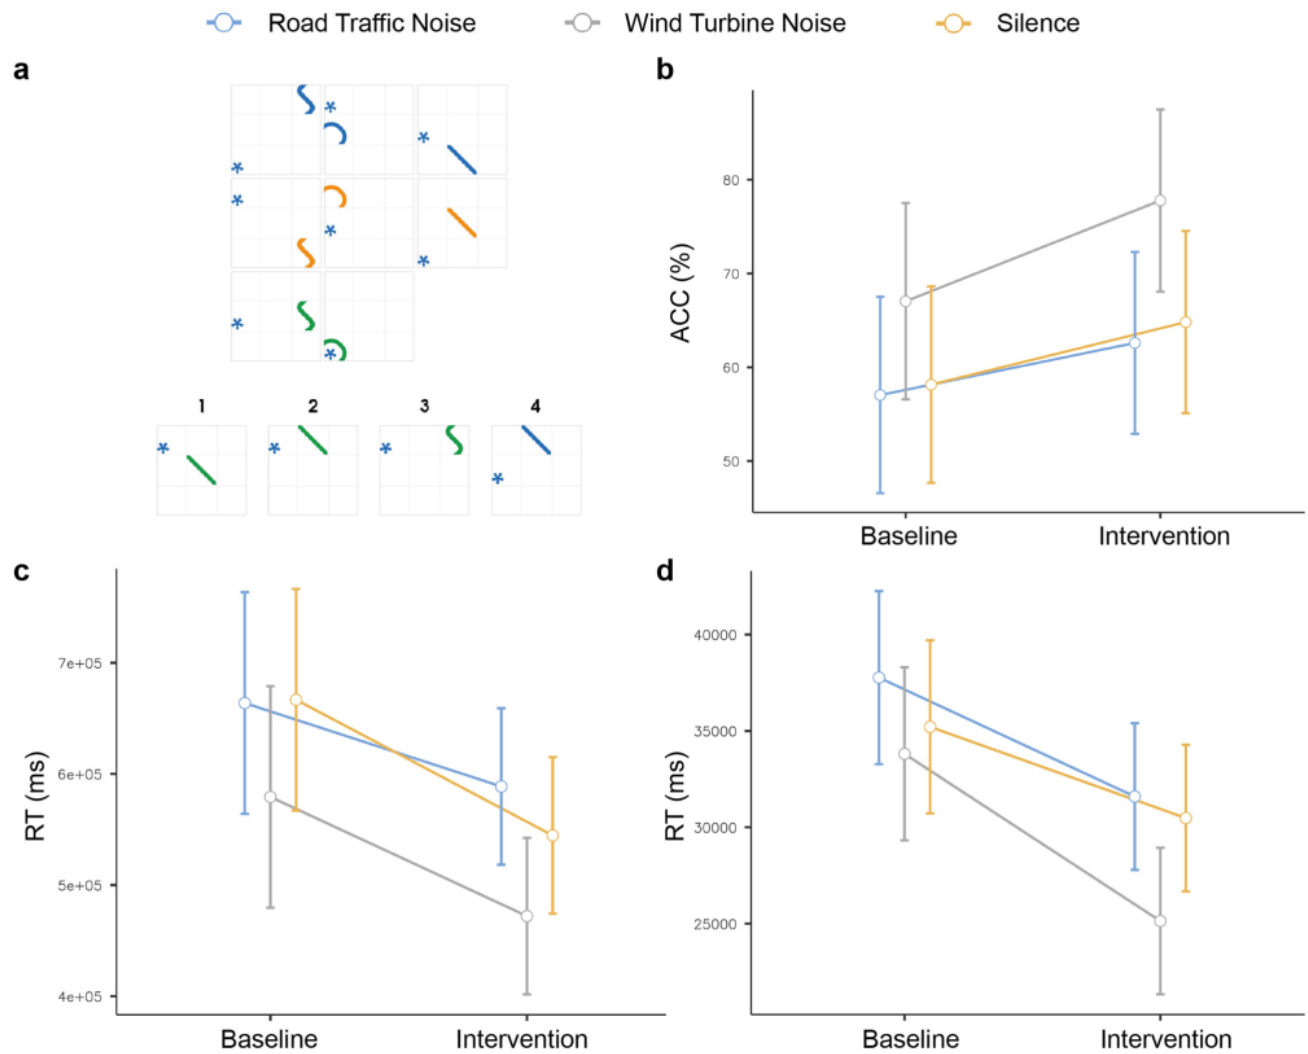 Road Traffic Noise Wind Turbine Noise Silence
a
1 2 3 4
b
ACC (%)
80
70
60
50
Baseline Intervention
c
RT (ms)
7e+05
6e+05
5e+05
4e+05
Baseline Intervention
d
RT (ms)
40000
35000
30000
25000
Baseline Intervention